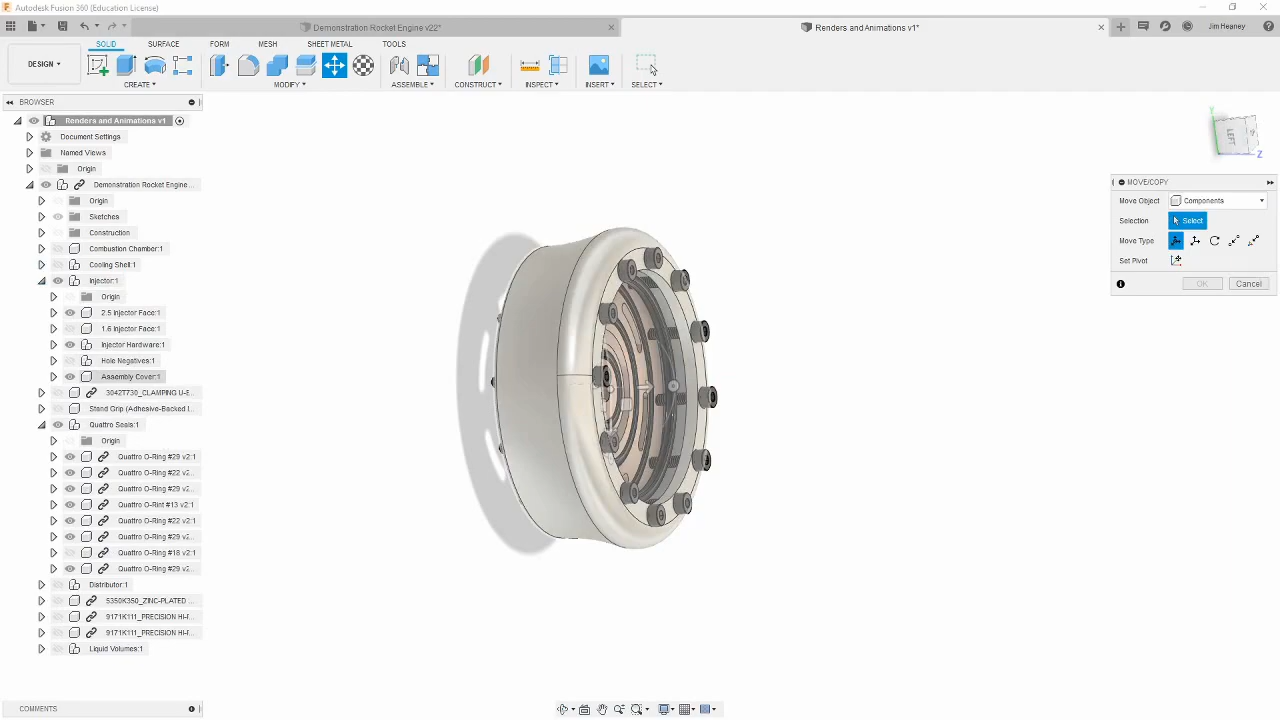 Autodesk Fusion 360 (Education License)
Demonstration Rocket Engine v22*
Renders and Animations v1*
Jim Heaney
SOLID SURFACE FORM MESH SHEET METAL TOOLS
DESIGN
CREATE MODIFY ASSEMBLE CONSTRUCT INSPECT INSERT SELECT
BROWSER
Renders and Animations v1
Document Settings
Named Views
Origin
Demonstration Rocket Engine...
Origin
Sketches
Construction
Combustion Chamber:1
Cooling Shell:1
Injector:1
Origin
2.5 Injector Face:1
1.6 Injector Face:1
Injector Hardware:1
Hole Negatives:1
Assembly Cover:1
3042T730_CLAMPING U-B...
Stand Grip (Adhesive-Backed I...
Quattro Seals:1
Origin
Quattro O-Ring #29 v2:1
Quattro O-Ring #22 v2:...
Quattro O-Ring #29 v2:...
Quattro O-Rint #13 v2:1
Quattro O-Ring #22 v2:1
Quattro O-Ring #29 v2:...
Quattro O-Ring #18 v2:1
Quattro O-Ring #29 v2:...
Distributor:1
5350K350_ZINC-PLATED ...
9171K111_PRECISION HI-F...
9171K111_PRECISION HI-F...
Liquid Volumes:1
LEFT
Z
MOVE/COPY
Move Object Components
Selection Select
Move Type
Set Pivot
OK Cancel
COMMENTS